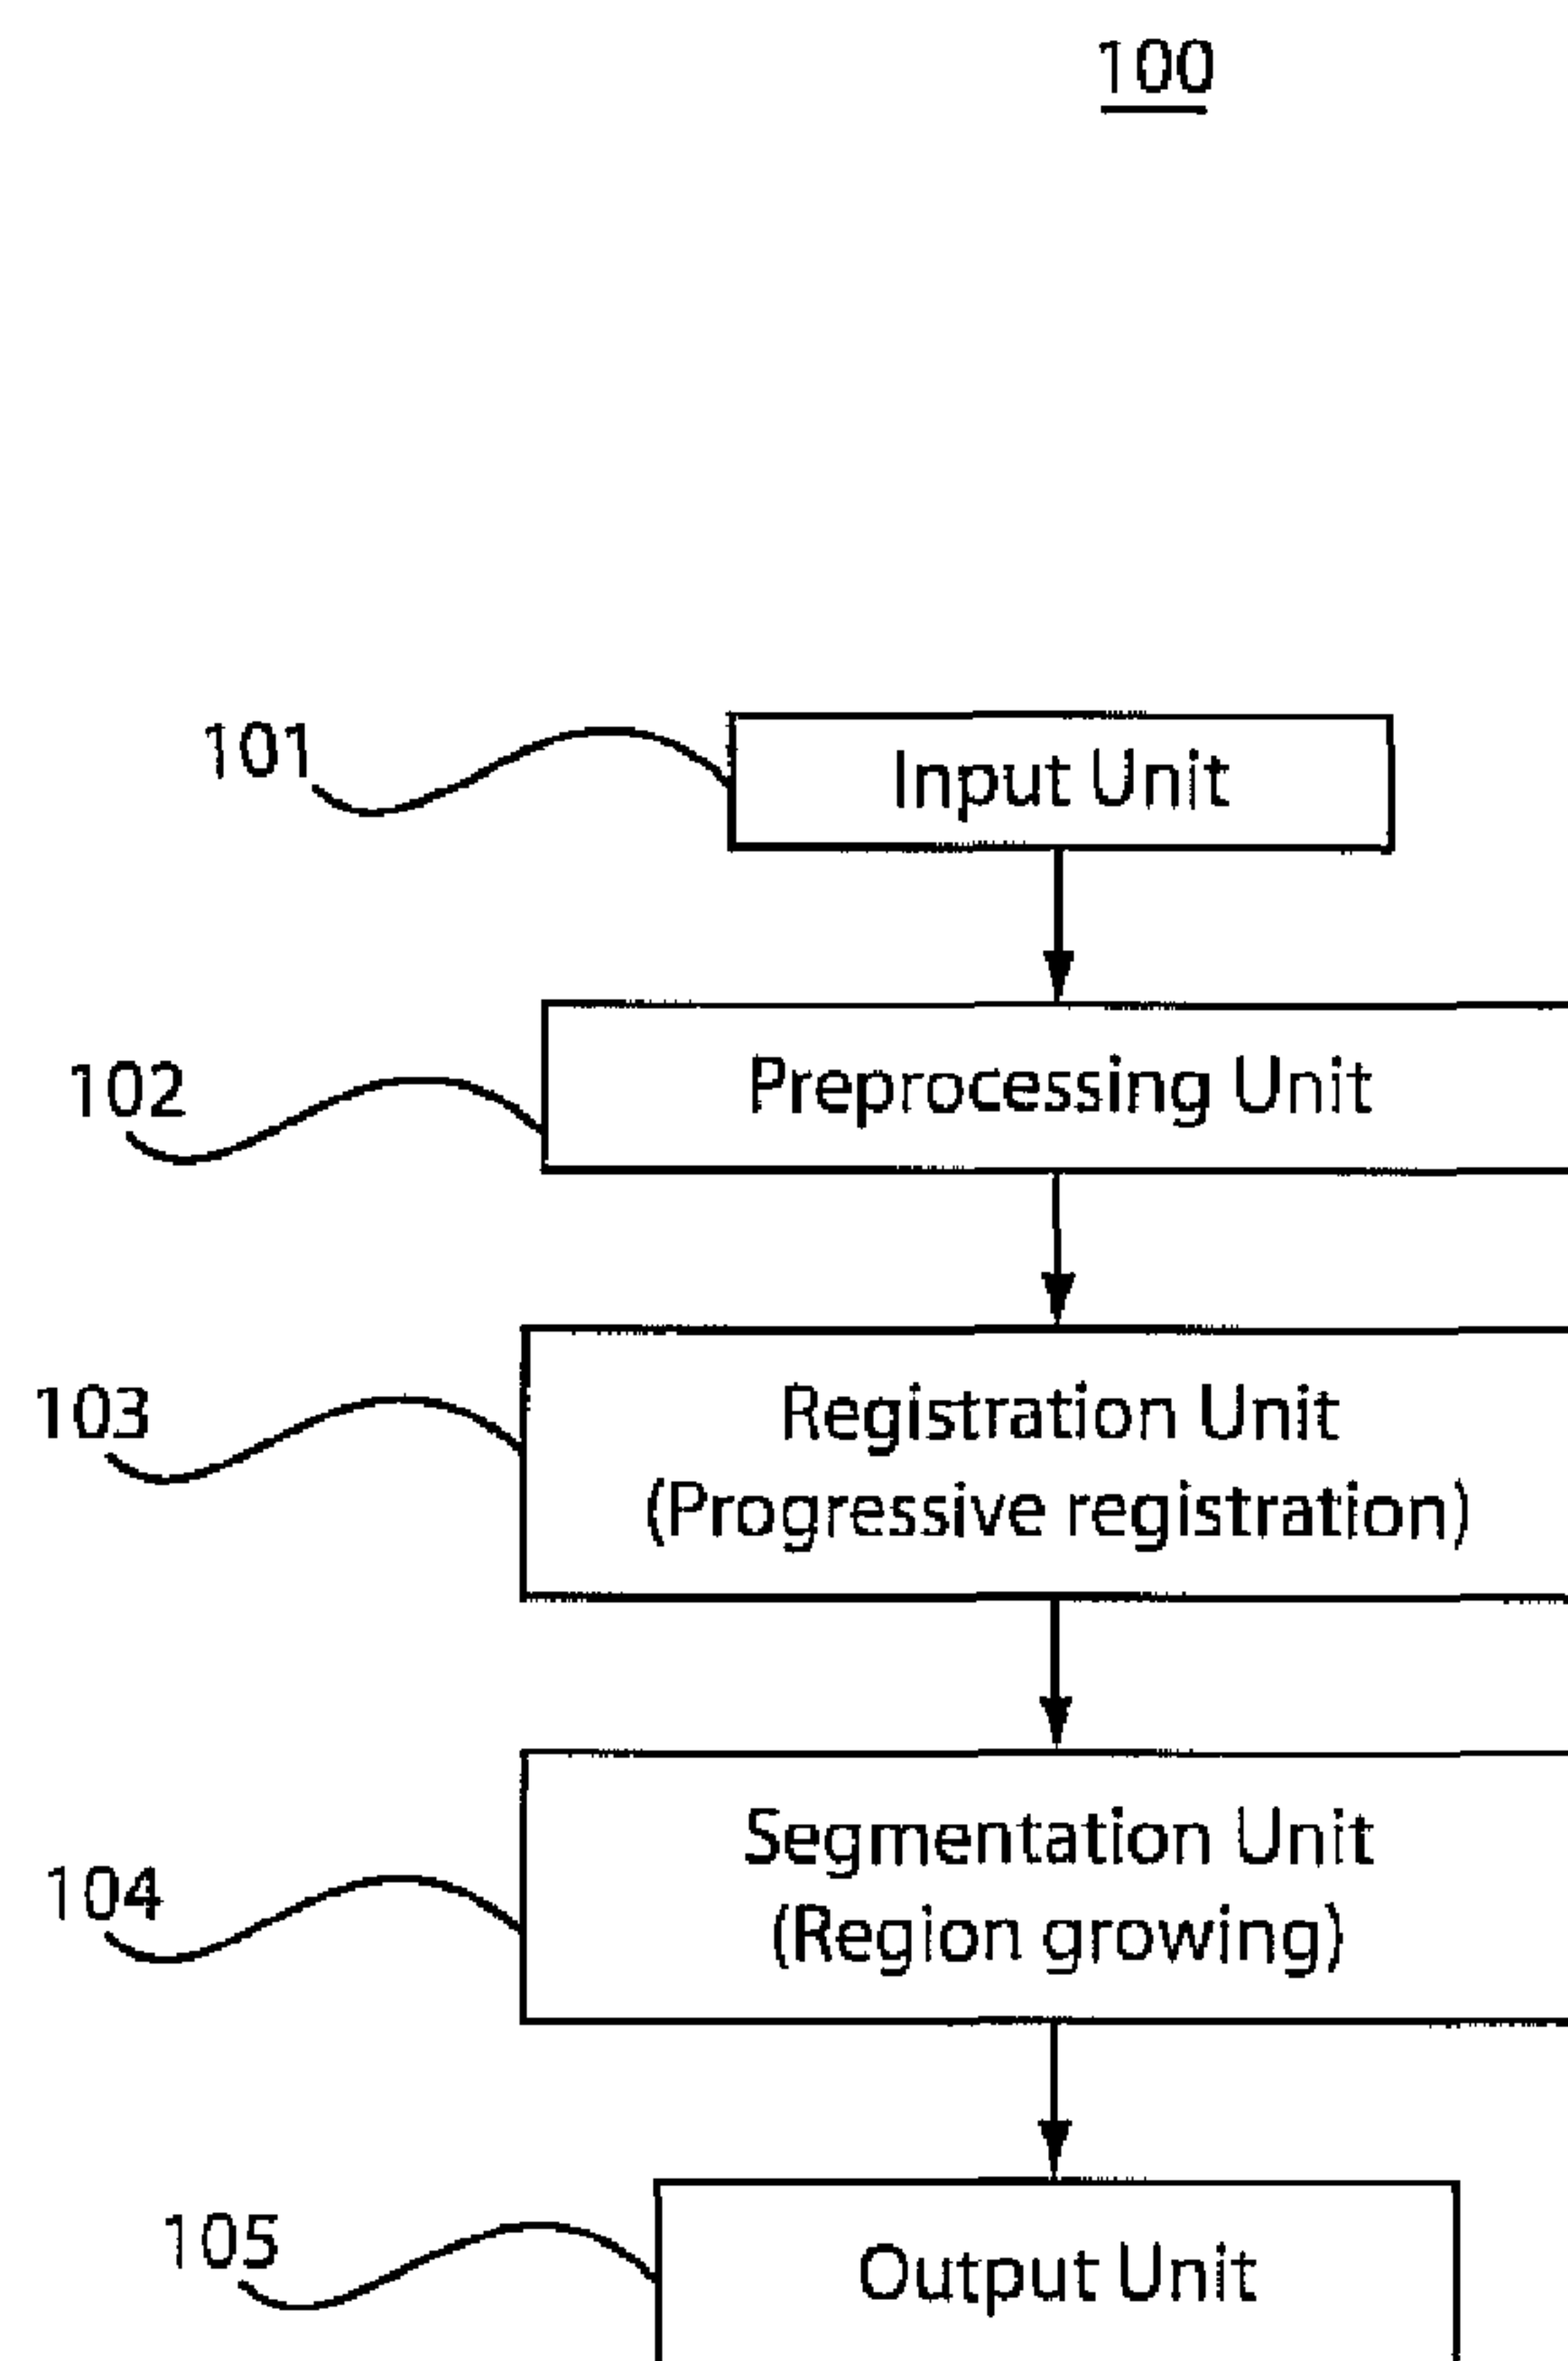 100
101
Input Unit
102
Preprocessing Unit
103
Registration Unit
(Progressive registration)
104
Segmentation Unit
(Region growing)
105
Output Unit